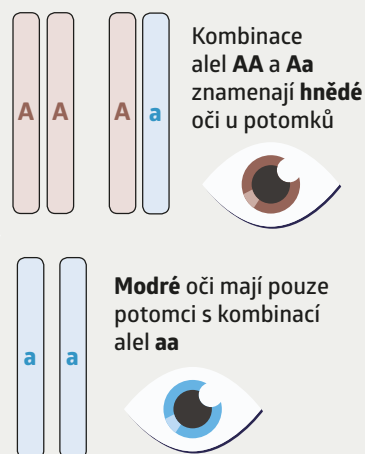 A A A a
Kombinace
alel AA a Aa
znamenají hnědé
oči u potomků
a a
Modré oči mají pouze
potomci s kombinací
alel aa